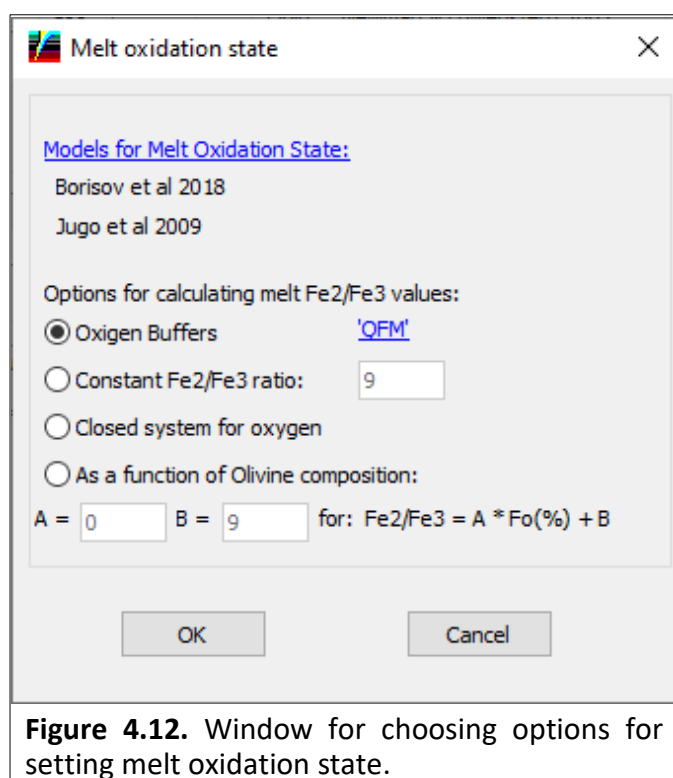 Melt oxidation state
Models for Melt Oxidation State:
Borisov et al 2018
Jugo et al 2009
Options for calculating melt Fe2/Fe3 values:
Oxigen Buffers 'QFM'
Constant Fe2/Fe3 ratio: 9
Closed system for oxygen
As a function of Olivine composition:
A = 0 B = 9 for: Fe2/Fe3 = A * Fo(%) + B
OK Cancel
Figure 4.12. Window for choosing options for
setting melt oxidation state.